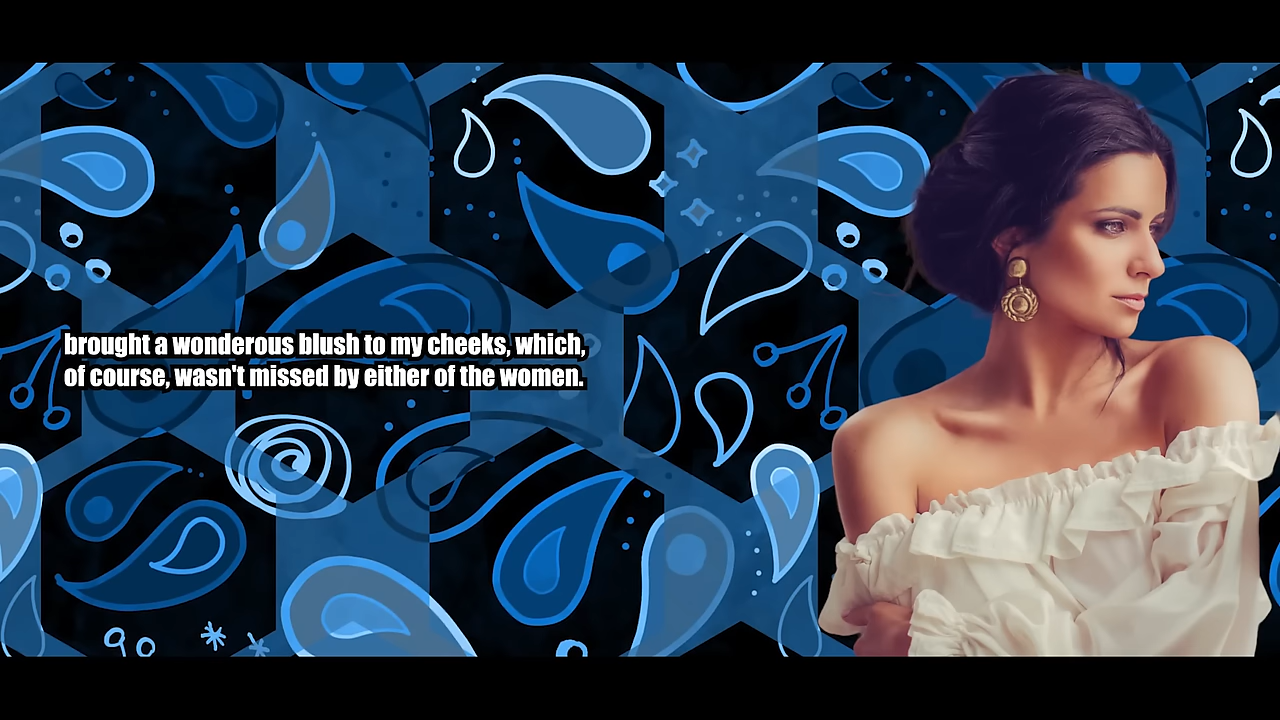 brought a wonderous blush to my cheeks, which,
of course, wasn't missed by either of the women.